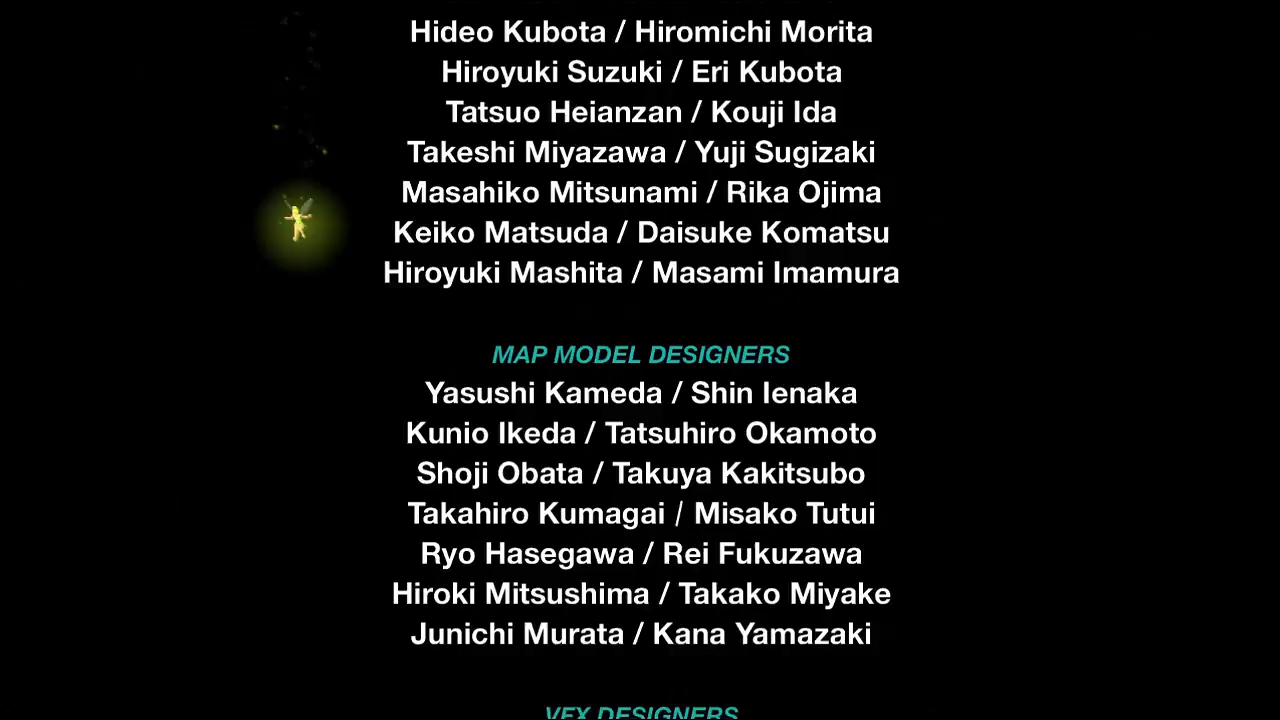 Hideo Kubota / Hiromichi Morita
Hiroyuki Suzuki / Eri Kubota
Tatsuo Heianzan / Kouji Ida
Takeshi Miyazawa / Yuji Sugizaki
Masahiko Mitsunami / Rika Ojima
Keiko Matsuda / Daisuke Komatsu
Hiroyuki Mashita / Masami Imamura
MAP MODEL DESIGNERS
Yasushi Kameda / Shin Ienaka
Kunio Ikeda / Tatsuhiro Okamoto
Shoji Obata / Takuya Kakitsubo
Takahiro Kumagai / Misako Tutui
Ryo Hasegawa / Rei Fukuzawa
Hiroki Mitsushima / Takako Miyake
Junichi Murata / Kana Yamazaki
VFX DESIGNERS